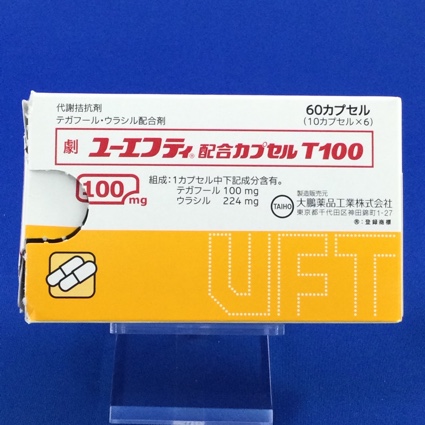 代謝拮抗剤
テガフール・ウラシル配合剤
60カプセル
(10カプセル×6)
劇 ユーエフティ® 配合カプセル T100
100mg
組成:1カプセル中下記成分含有。
テガフール 100 mg
ウラシル 224 mg
製造販売元
TAIHO 大鵬薬品工業株式会社
東京都千代田区神田錦町1-27
®:登録商標
UFT